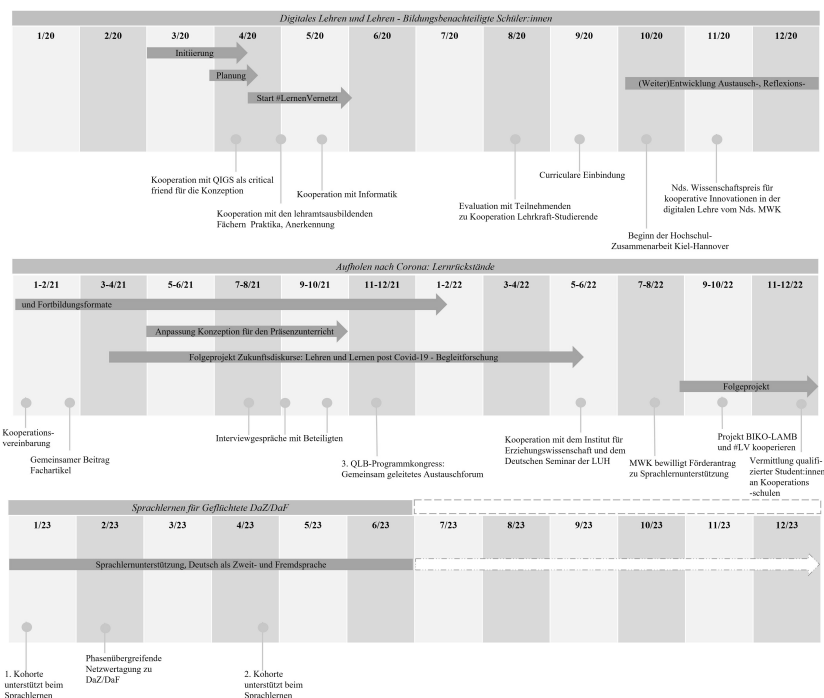 Digitales Lehren und Lehren - Bildungsbenachteiligte Schüler:innen
1/20 2/20 3/20 4/20 5/20 6/20 7/20 8/20 9/20 10/20 11/20 12/20
Initiierung
Planung
(Weiter)Entwicklung Austausch-, Reflexions-
Start #LernenVernetzt
Kooperation mit QIGS als critical
friend für die Konzeption
Kooperation mit Informatik
Kooperation mit den lehramtsausbildenden
Fächern Praktika, Anerkennung
Curriculare Einbindung
Evaluation mit Teilnehmenden
zu Kooperation Lehrkraft-Studierende
Nds. Wissenschaftspreis für
kooperative Innovationen in der
digitalen Lehre vom Nds. MWK
Beginn der Hochschul-
Zusammenarbeit Kiel-Hannover
Aufholen nach Corona: Lernrückstände
1-2/21 3-4/21 5-6/21 7-8/21 9-10/21 11-12/21 1-2/22 3-4/22 5-6/22 7-8/22 9-10/22 11-12/22
und Fortbildungsformate
Anpassung Konzeption für den Präsenzunterricht
Folgeprojekt Zukunftsdiskurse: Lehren und Lernen post Covid-19 - Begleitforschung
Folgeprojekt
Kooperations-
vereinbarung
Gemeinsamer Beitrag
Fachartikel
Interviewgespräche mit Beteiligten
3. QLB-Programmkongress:
Gemeinsam geleitetes Austauschforum
Kooperation mit dem Institut für
Erziehungswissenschaft und dem
Deutschen Seminar der LUH
MWK bewilligt Förderantrag
zu Sprachlernunterstützung
Projekt BIKO-LAMB
und #LV kooperieren
Vermittlung qualifi-
zierter Student:innen
an Kooperations
-schulen
Sprachlernen für Geflüchtete DaZ/DaF
1/23 2/23 3/23 4/23 5/23 6/23 7/23 8/23 9/23 10/23 11/23 12/23
Sprachlernunterstützung, Deutsch als Zweit- und Fremdsprache
1. Kohorte
unterstützt beim
Sprachlernen
Phasenübergreifende
Netzwertagung zu
DaZ/DaF
2. Kohorte
unterstützt beim
Sprachlernen